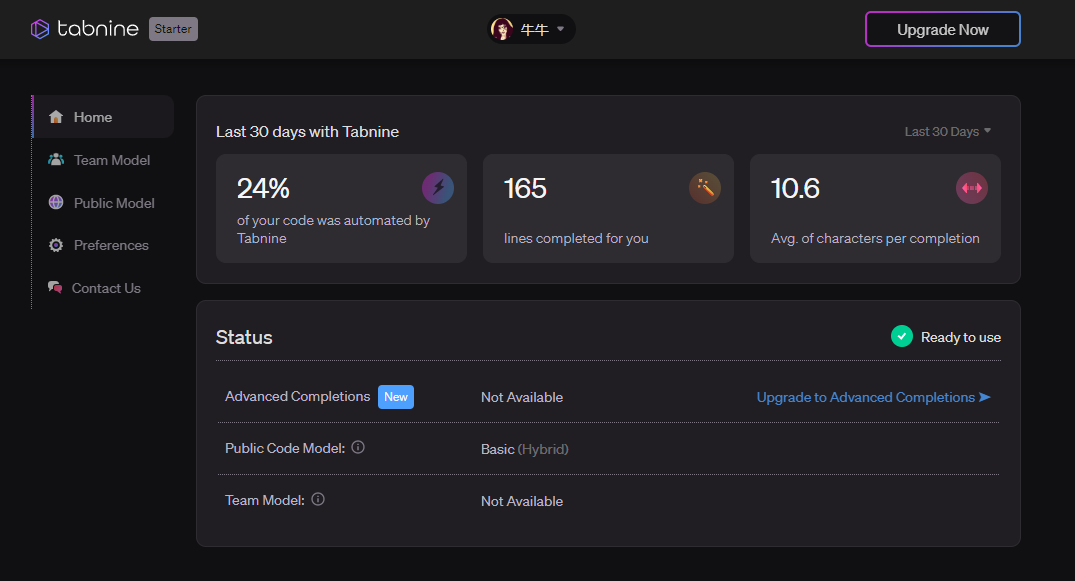 tabnine Starter
牛牛
Upgrade Now
Home
Team Model
Public Model
Preferences
Contact Us
Last 30 days with Tabnine
Last 30 Days
24%
of your code was automated by
Tabnine
165
lines completed for you
10.6
Avg. of characters per completion
Status
Ready to use
Advanced Completions New
Not Available
Upgrade to Advanced Completions
Public Code Model:
Basic (Hybrid)
Team Model:
Not Available